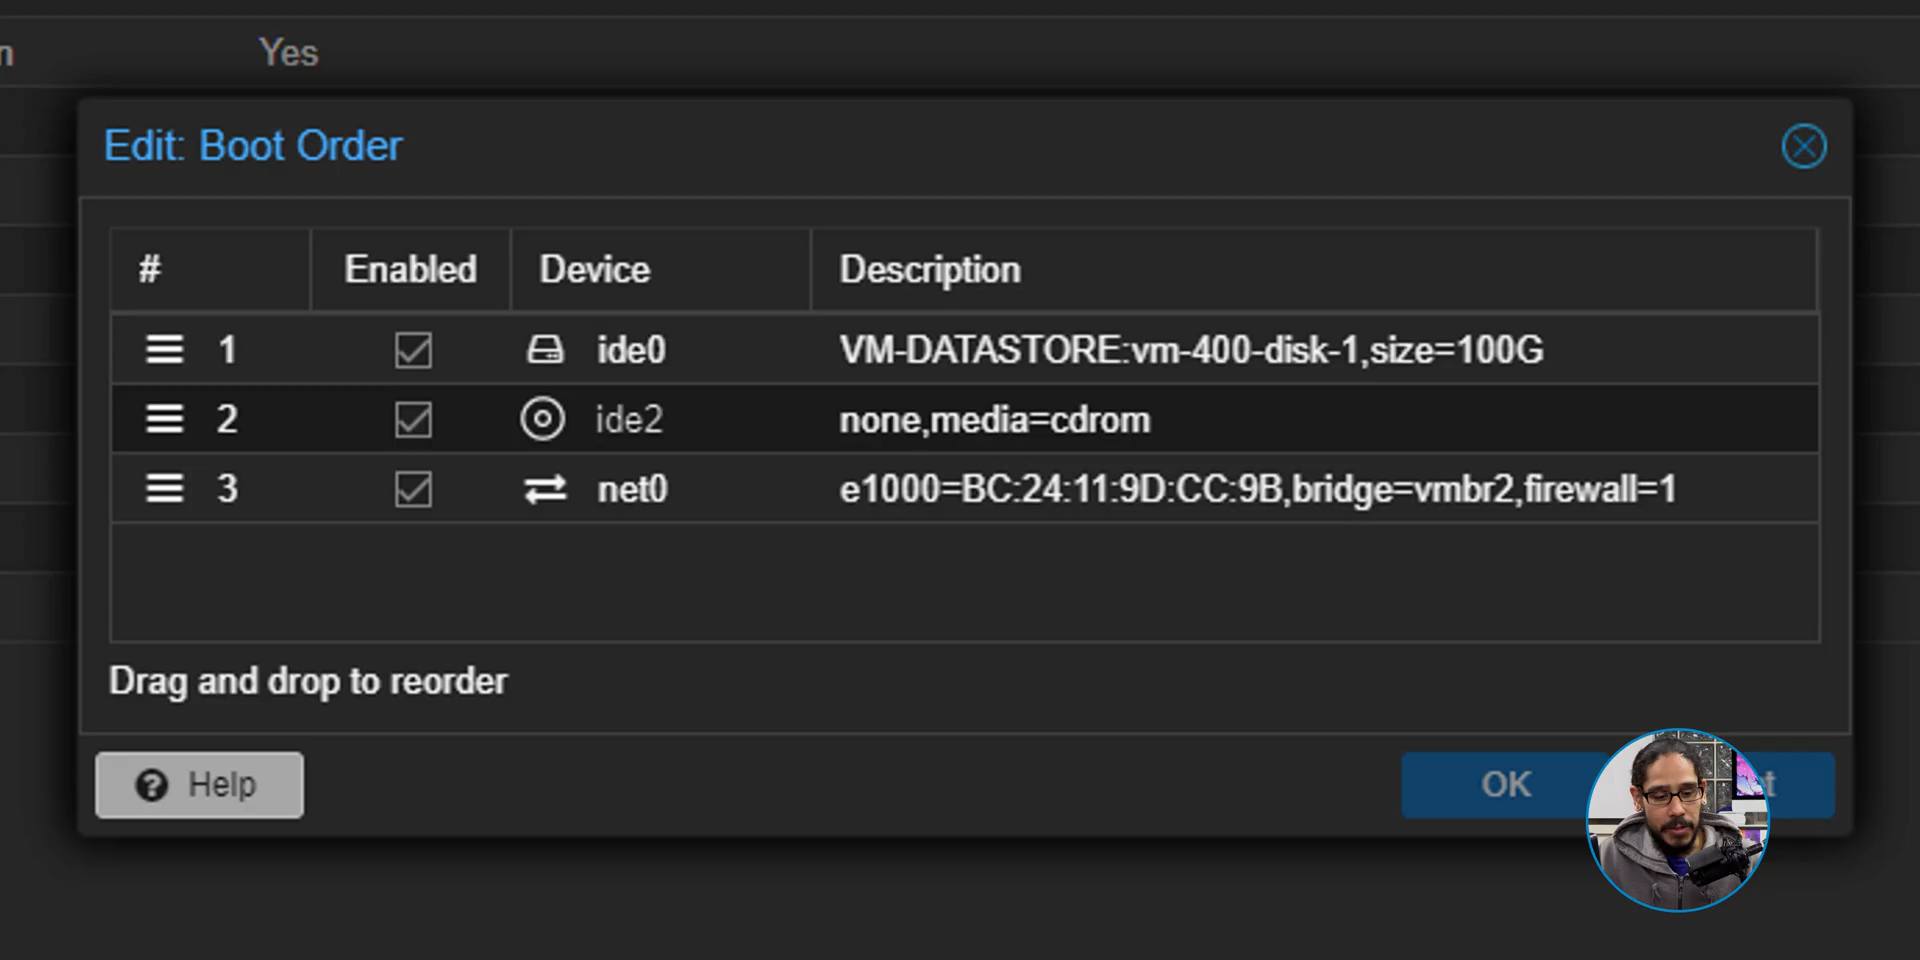 Yes
Edit: Boot Order
# Enabled Device Description
1 ide0 VM-DATASTORE:vm-400-disk-1,size=100G
2 ide2 none,media=cdrom
3 net0 e1000=BC:24:11:9D:CC:9B,bridge=vmbr2,firewall=1
Drag and drop to reorder
Help OK